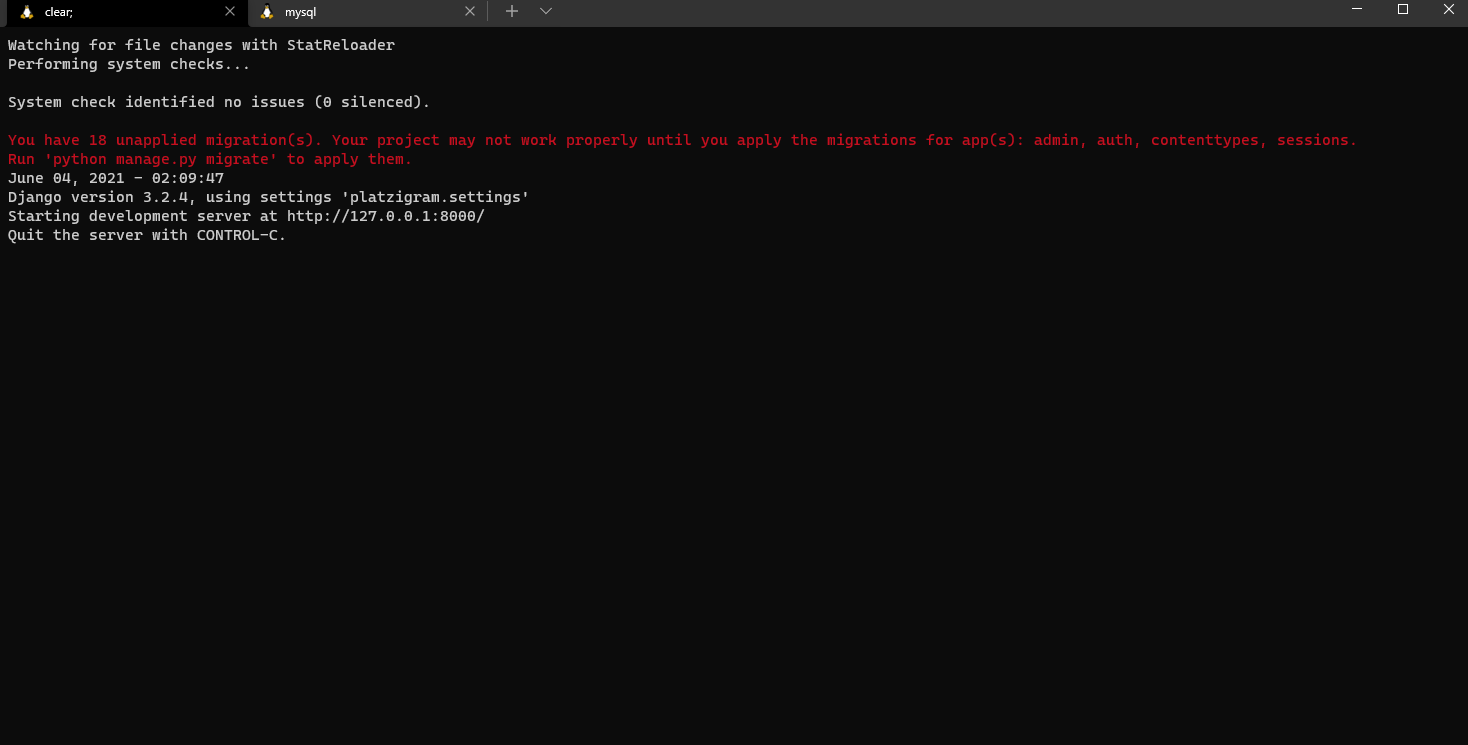 clear;
mysql
Watching for file changes with StatReloader
Performing system checks...
System check identified no issues (0 silenced).
You have 18 unapplied migration(s). Your project may not work properly until you apply the migrations for app(s): admin, auth, contenttypes, sessions.
Run 'python manage.py migrate' to apply them.
June 04, 2021 - 02:09:47
Django version 3.2.4, using settings 'platzigram.settings'
Starting development server at http://127.0.0.1:8000/
Quit the server with CONTROL-C.